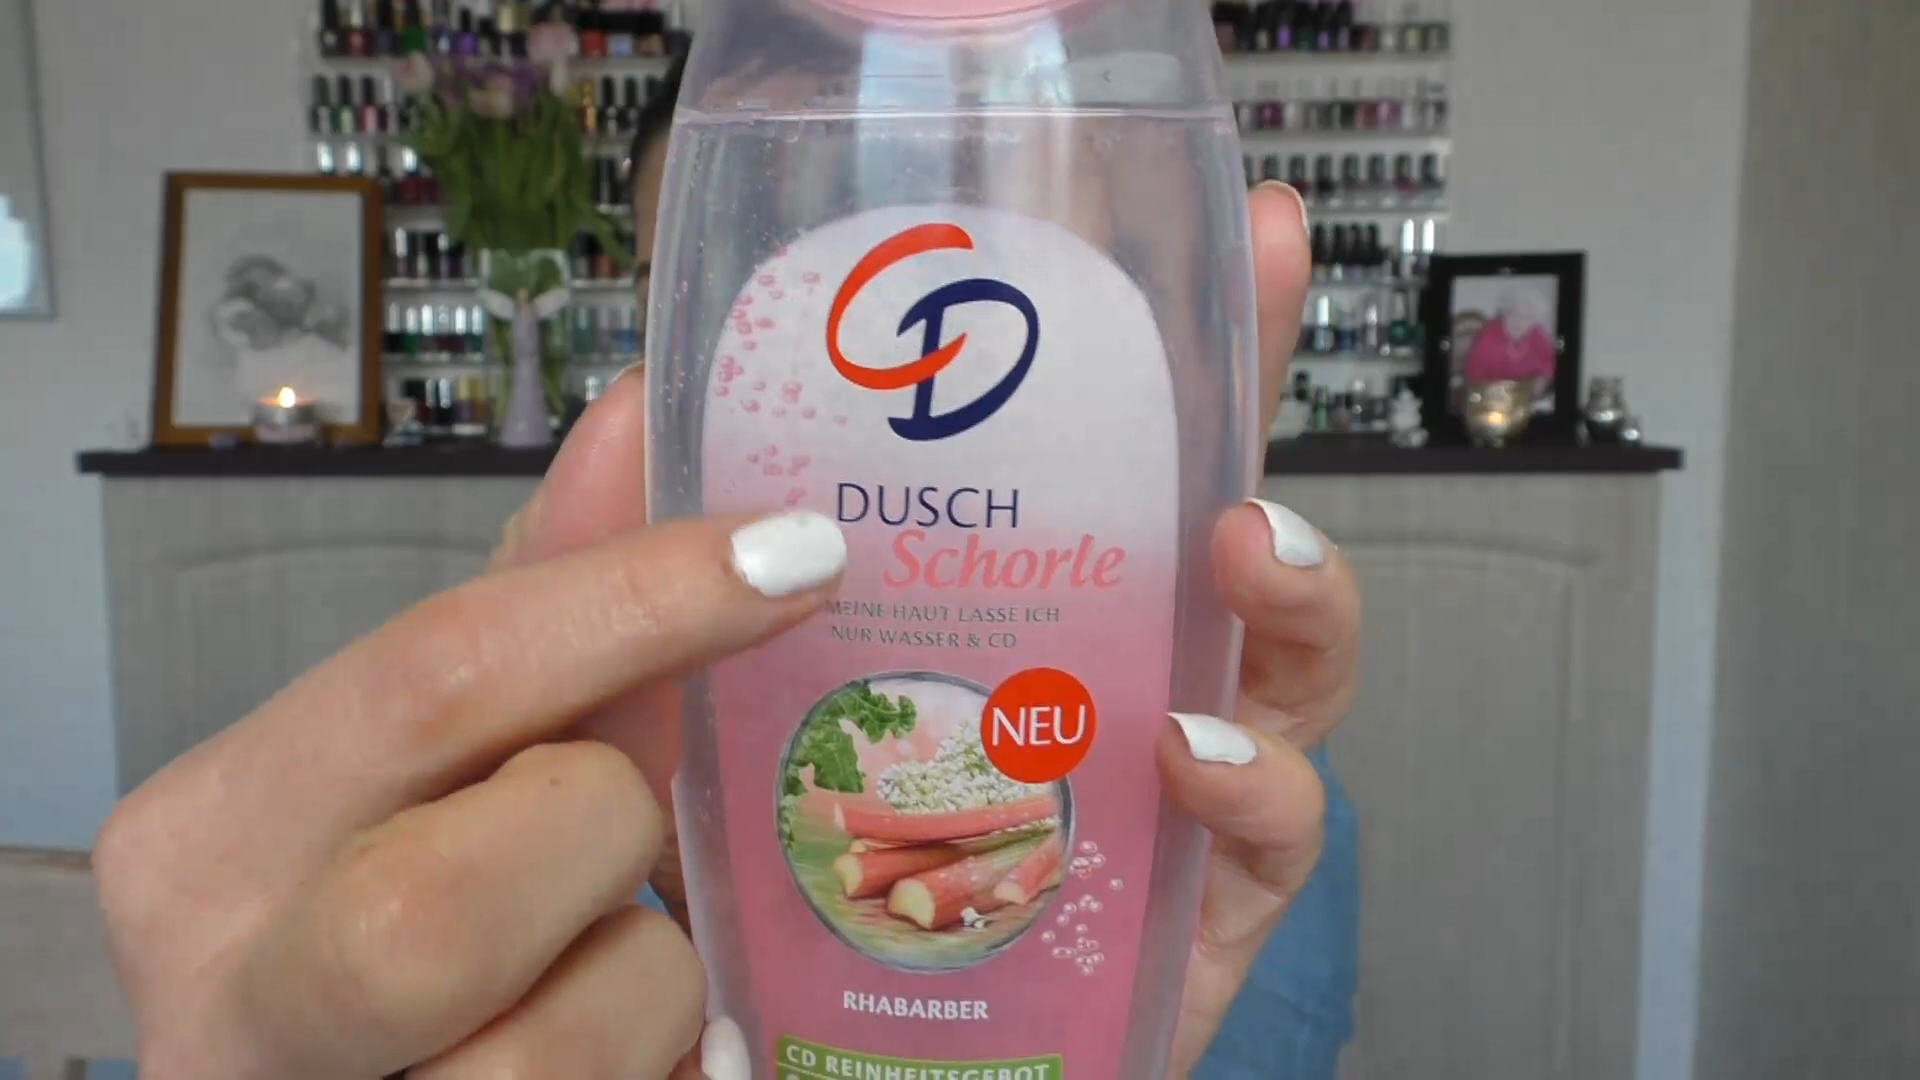 CD
DUSCH
Schorle
MEINE HAUT LASSE ICH
NUR WASSER & CD
NEU
RHABARBER
CD REINHEITSGEBOT